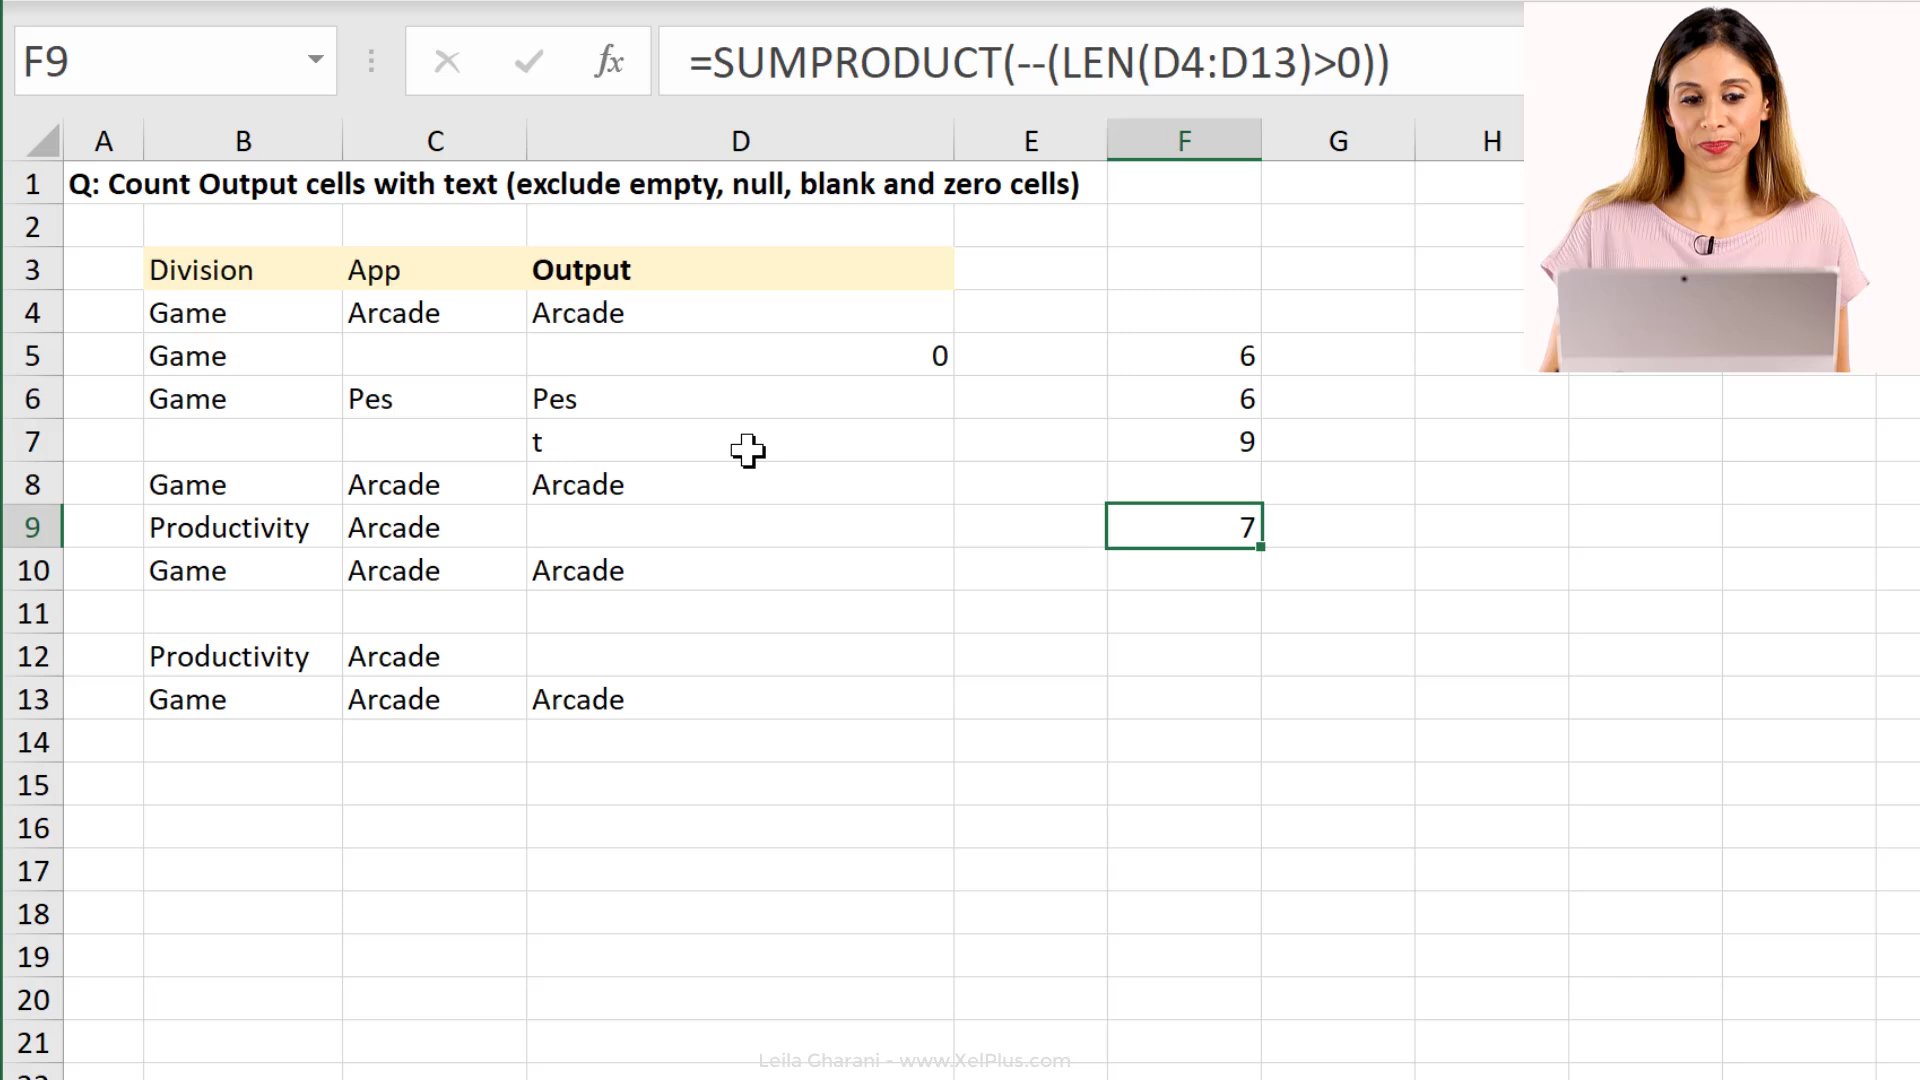 F9 fx =SUMPRODUCT(--(LEN(D4:D13)>0))
A B C D E F G H
1 Q: Count Output cells with text (exclude empty, null, blank and zero cells)
2
3 Division App Output
4 Game Arcade Arcade
5 Game 0 6
6 Game Pes Pes 6
7 t 9
8 Game Arcade Arcade
9 Productivity Arcade 7
10 Game Arcade Arcade
11
12 Productivity Arcade
13 Game Arcade Arcade
14
15
16
17
18
19
20
21
Leila Gharani - www.XelPlus.com